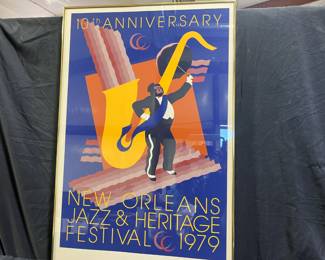 10TH ANNIVERSARY
NEW ORLEANS
JAZZ & HERITAGE
FESTIVAL 1979